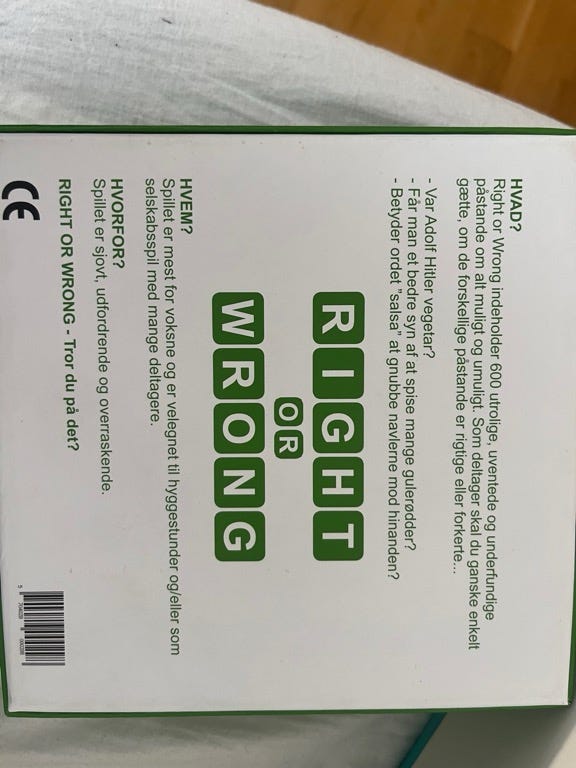 HVAD?
Right or Wrong indeholder 600 utrolige, uventede og underfundige
påstande om alt muligt og umuligt. Som deltager skal du ganske enkelt
gætte, om de forskellige påstande er rigtige eller forkerte...
- Var Adolf Hitler vegetar?
- Får man et bedre syn af at spise mange gulerødder?
- Betyder ordet "salsa" at gnubbe navlerne mod hinanden?
RIGHT
OR
WRONG
HVEM?
Spillet er mest for voksne og er velegnet til hyggestunder og/eller som
selskabsspil med mange deltagere.
HVORFOR?
Spillet er sjovt, udfordrende og overraskende.
RIGHT OR WRONG - Tror du på det?
CE